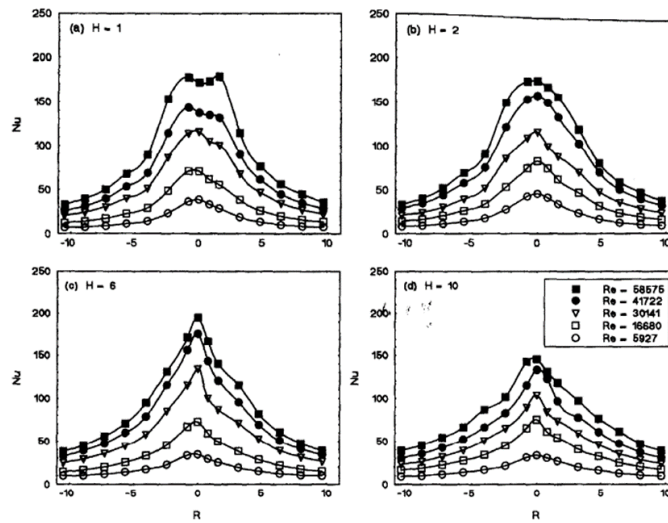 250
(a) H = 1
200
150
Nu
100
50
0
-10 -5 0 5 10
250
(b) H = 2
200
150
Nu
100
50
0
-10 -5 0 5 10
250
(c) H = 6
200
150
Nu
100
50
0
-10 -5 0 5 10
R
250
(d) H = 10
Re = 58575
Re = 41722
Re = 30141
Re = 16680
Re = 5927
200
150
Nu
100
50
0
-10 -5 0 5 10
R